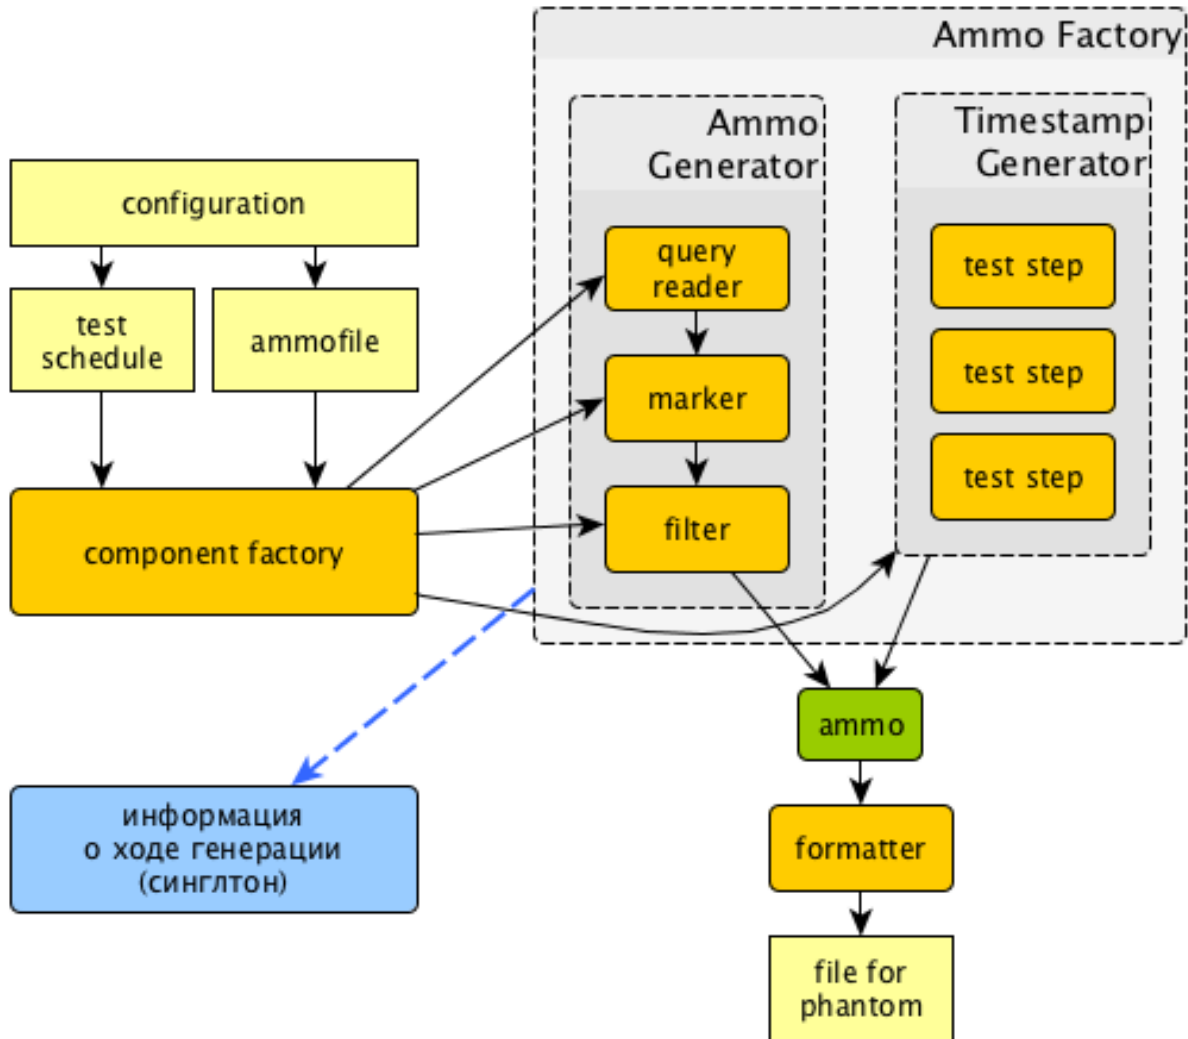 Ammo Factory
Ammo
Generator
Timestamp
Generator
configuration
test
schedule
ammofile
query
reader
marker
filter
test step
test step
test step
component factory
ammo
информация
о ходе генерации
(синглтон)
formatter
file for
phantom